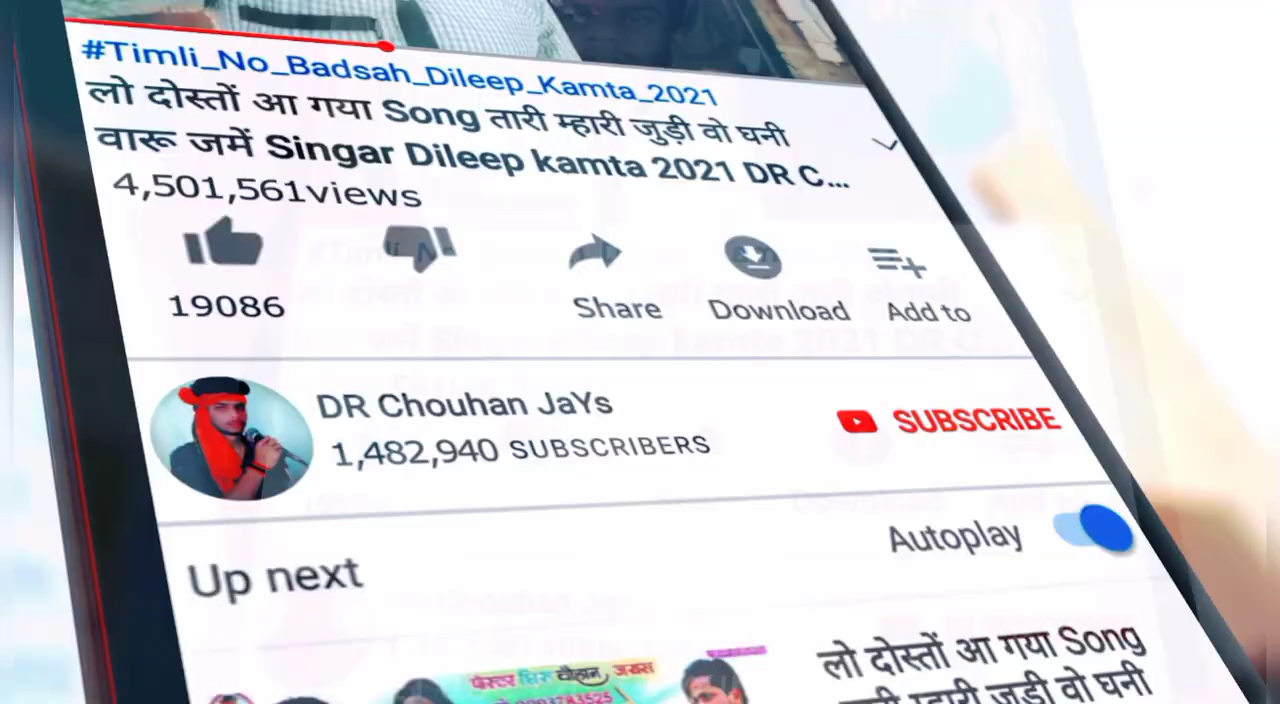 #Timli_No_Badsah_Dileep_Kamta_2021
लो दोस्तों आ गया Song तारी म्हारी जुड़ी वो घनी
वारू जमें Singar Dileep kamta 2021 DR C...
4,501,561views
19086
Share
Download
Add to
DR Chouhan JaYs
1,482,940 SUBSCRIBERS
SUBSCRIBE
Autoplay
Up next
लो दोस्तों आ गया Song
म्हारी जुड़ी वो घनी